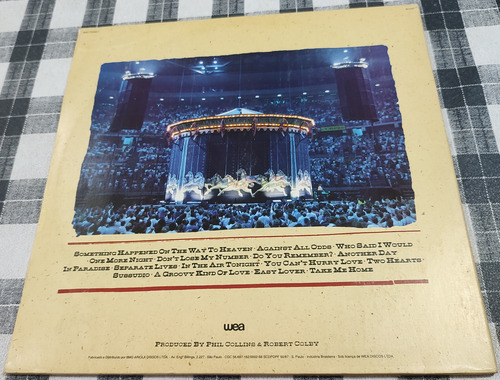 Something Happened On The Way To Heaven · Against All Odds · Who Said I Would
One More Night · Don't Lose My Number · Do You Remember? · Another Day
In Paradise · Separate Lives · In The Air Tonight · You Can't Hurry Love · Two Hearts
Sussudio · A Groovy Kind Of Love · Easy Lover · Take Me Home
wea
Produced By Phil Collins & Robert Colby